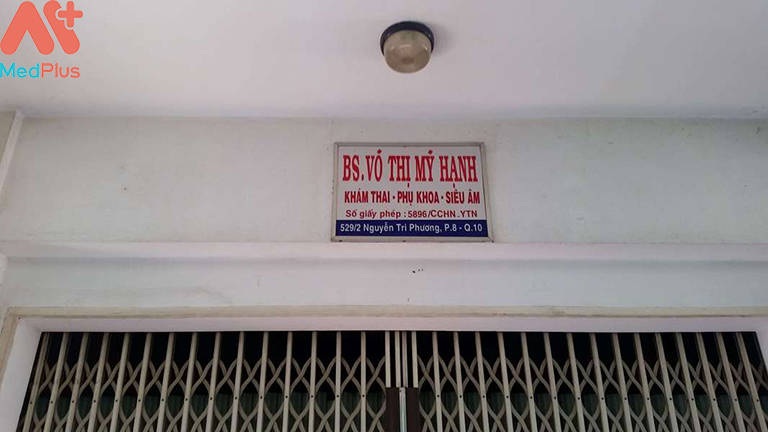 MedPlus
BS. VÕ THỊ MỸ HẠNH
KHÁM THAI - PHỤ KHOA - SIÊU ÂM
Số giấy phép : 5896/CCHN.YTN
529/2 Nguyễn Tri Phương, P.8 - Q.10